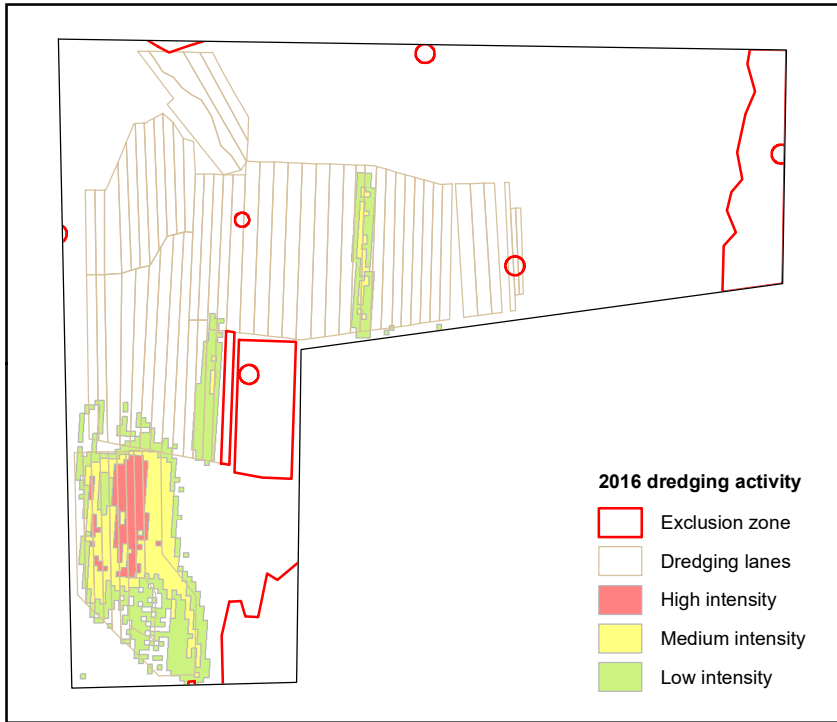 2016 dredging activity
Exclusion zone
Dredging lanes
High intensity
Medium intensity
Low intensity